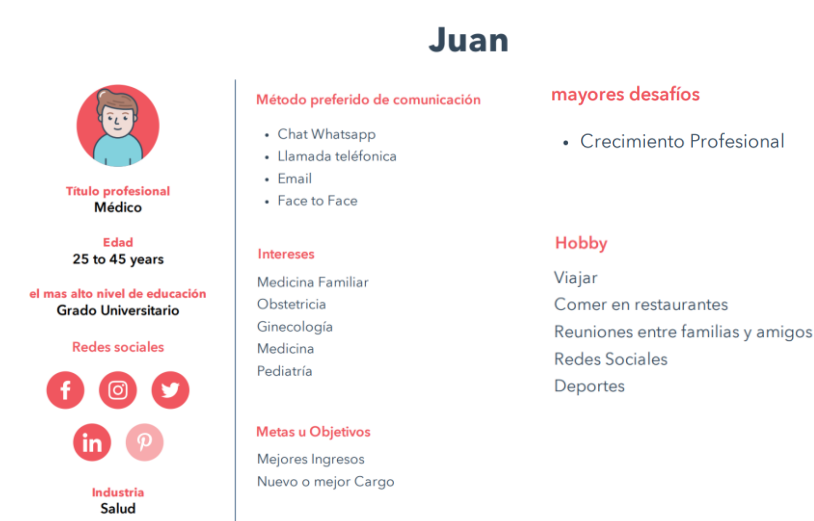 Juan
Título profesional
Médico
Edad
25 to 45 years
el mas alto nivel de educación
Grado Universitario
Redes sociales
f
in
Industria
Salud
Método preferido de comunicación
• Chat Whatsapp
• Llamada teléfonica
• Email
• Face to Face
Intereses
Medicina Familiar
Obstetricia
Ginecología
Medicina
Pediatría
Metas u Objetivos
Mejores Ingresos
Nuevo o mejor Cargo
mayores desafíos
• Crecimiento Profesional
Hobby
Viajar
Comer en restaurantes
Reuniones entre familias y amigos
Redes Sociales
Deportes